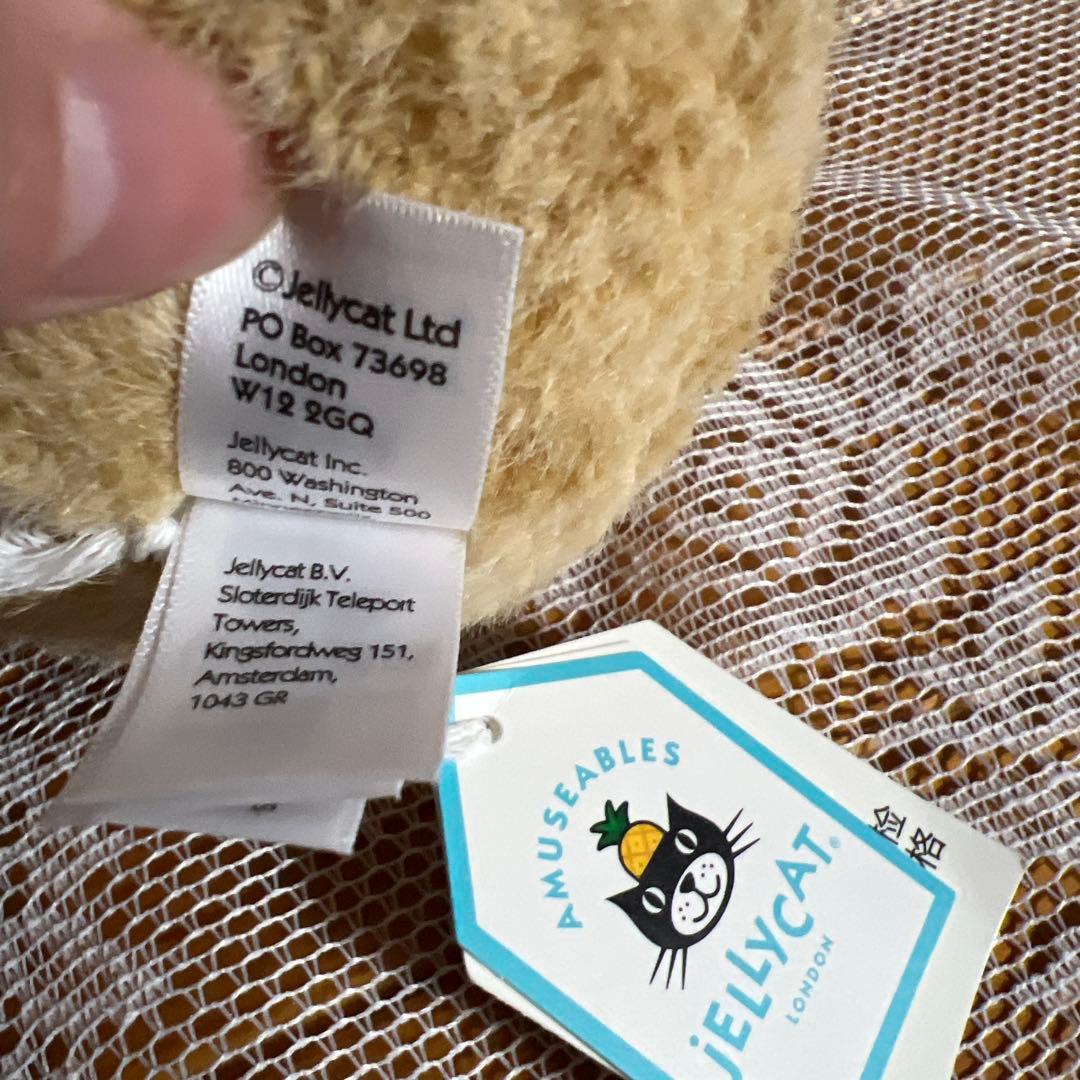 ©Jellycat Ltd
PO Box 73698
London
W12 2GQ
Jellycat Inc.
800 Washington
Ave. N, Suite 500
Jellycat B.V.
Sloterdijk Teleport
Towers,
Kingsfordweg 151,
Amsterdam,
1043 GR
AMUSEABLES
jELLYCAT®
LONDON
格